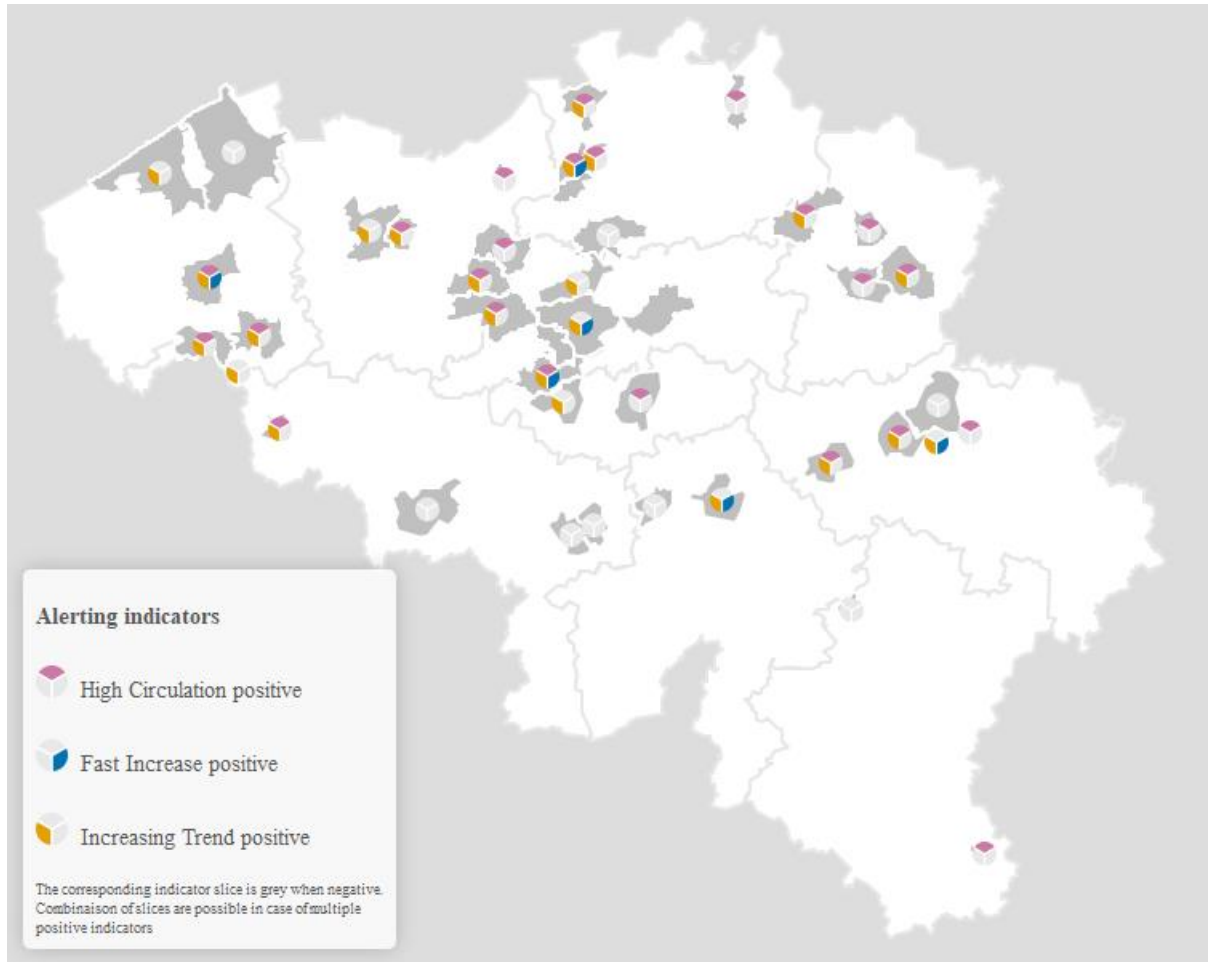 Alerting indicators
High Circulation positive
Fast Increase positive
Increasing Trend positive
The corresponding indicator slice is grey when negative.
Combinaison of slices are possible in case of multiple
positive indicators